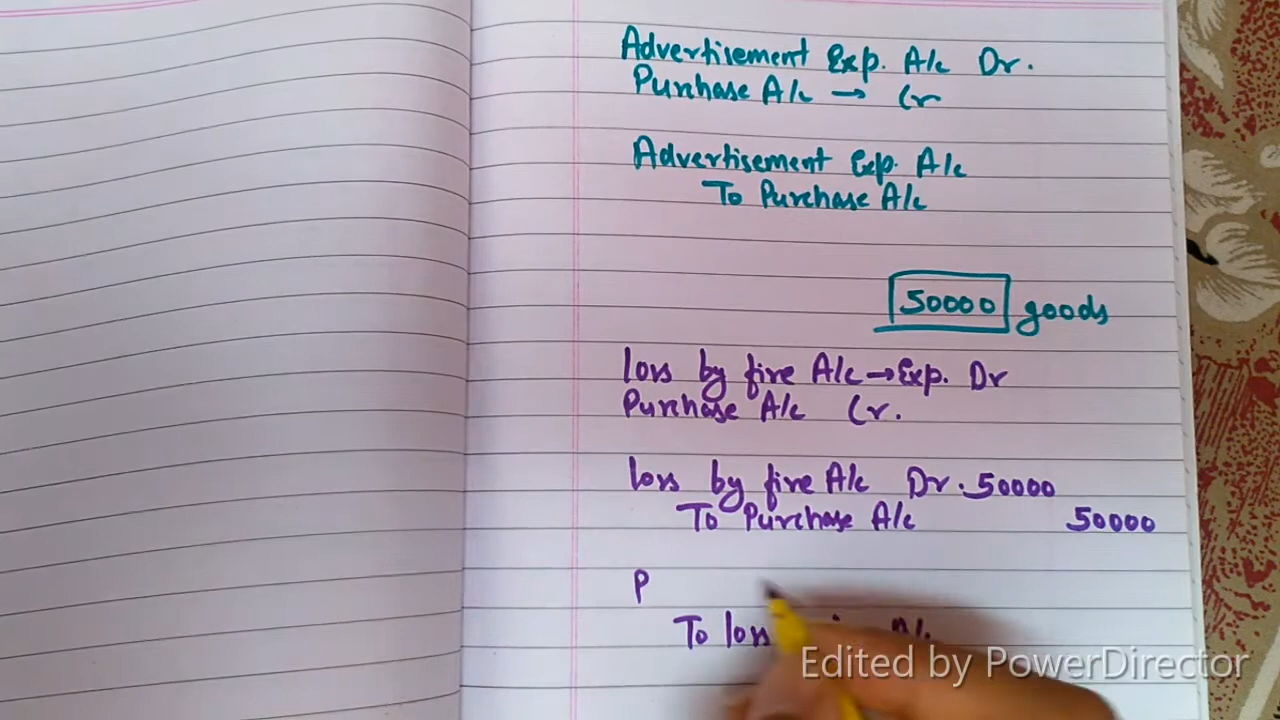 Advertisement Exp. A/c Dr.
Purchase A/c → Cr
Advertisement Exp. A/c
To Purchase A/c
50000 goods
loss by fire A/c → Exp. Dr
Purchase A/c Cr.
loss by fire A/c Dr. 50000
To Purchase A/c 50000
P
To loss A/c
Edited by PowerDirector